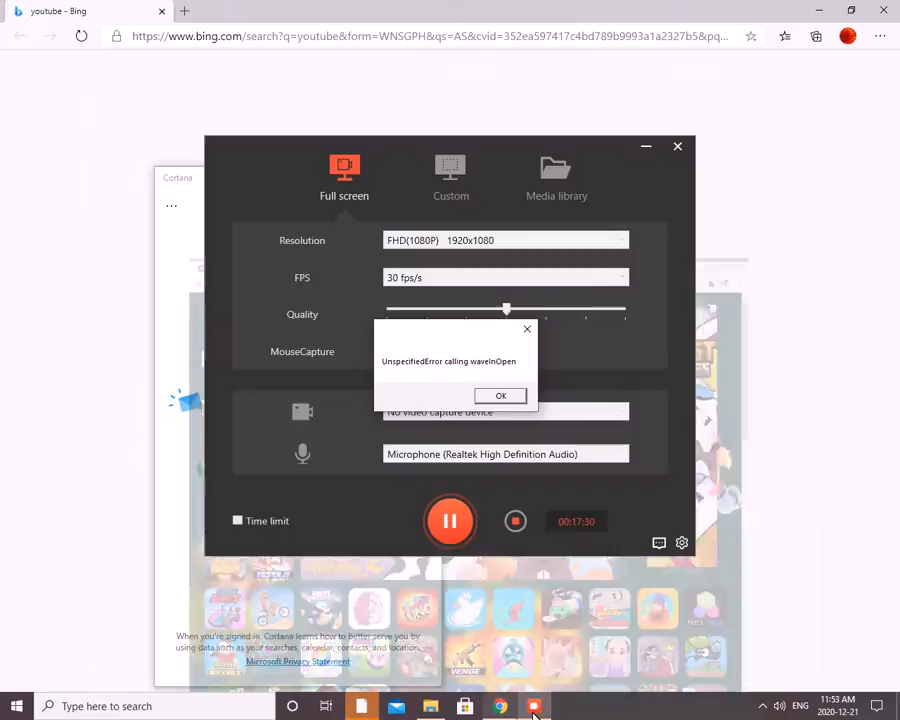 youtube - Bing
https://www.bing.com/search?q=youtube&form=WNSGPH&qs=AS&cvid=352ea597417c4bd789b9993a1a2327b5&pq...
Cortana
...
Full screen
Custom
Media library
Resolution
FHD(1080P) 1920x1080
FPS
30 fps/s
Quality
MouseCapture
UnspecifiedError calling waveInOpen
OK
No video capture device
Microphone (Realtek High Definition Audio)
Time limit
00:17:30
When you're signed in, Cortana learns how to better serve you by
using data such as your searches, calendar, contacts, and location.
Microsoft Privacy Statement
VENGE
Type here to search
ENG
11:53 AM
2020-12-21